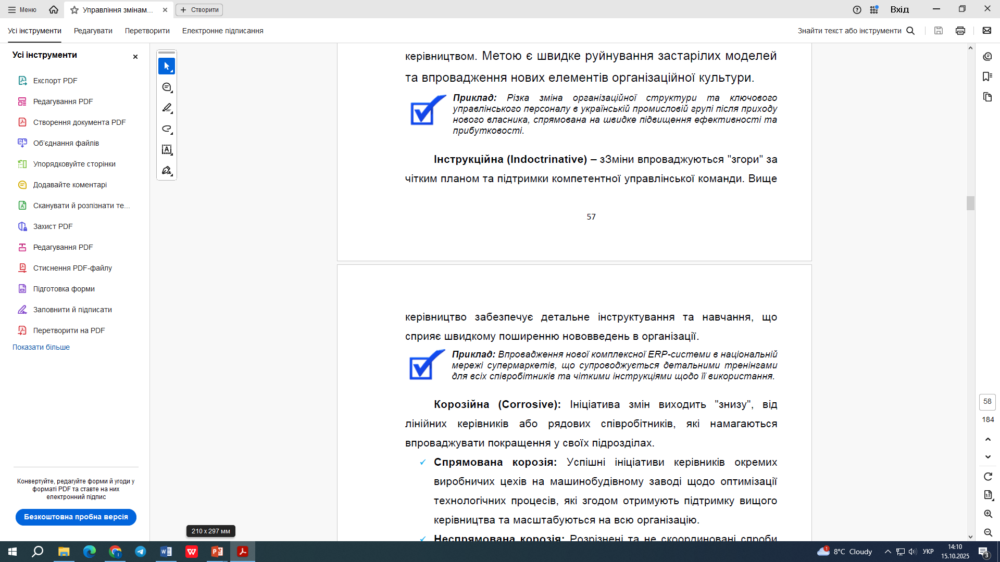 Меню
Управління змінам...
Створити
Вхід
Усі інструменти
Редагувати
Перетворити
Електронне підписання
Знайти текст або інструменти
Усі інструменти
Експорт PDF
Редагування PDF
Створення документа PDF
Об'єднання файлів
Упорядковуйте сторінки
Додавайте коментарі
Сканувати й розпізнати те...
Захист PDF
Редагування PDF
Стиснення PDF-файлу
Підготовка форми
Заповнити й підписати
Перетворити на PDF
Показати більше
Конвертуйте, редагуйте форми й угоди у
форматі PDF та ставте на них
електронний підпис
Безкоштовна пробна версія
210 x 297 мм
керівництвом. Метою є швидке руйнування застарілих моделей
та впровадження нових елементів організаційної культури.
Приклад: Різка зміна організаційної структури та ключового
управлінського персоналу в українській промисловій групі після приходу
нового власника, спрямована на швидке підвищення ефективності та
прибутковості.
Інструкційна (Indoctrinative) – зЗміни впроваджуються "згори" за
чітким планом та підтримки компетентної управлінської команди. Вище
57
керівництво забезпечує детальне інструктування та навчання, що
сприяє швидкому поширенню нововведень в організації.
Приклад: Впровадження нової комплексної ERP-системи в національній
мережі супермаркетів, що супроводжується детальними тренінгами
для всіх співробітників та чіткими інструкціями щодо її використання.
Корозійна (Corrosive): Ініціатива змін виходить "знизу", від
лінійних керівників або рядових співробітників, які намагаються
впроваджувати покращення у своїх підрозділах.
Спрямована корозія: Успішні ініціативи керівників окремих
виробничих цехів на машинобудівному заводі щодо оптимізації
технологічних процесів, які згодом отримують підтримку вищого
керівництва та масштабуються на всю організацію.
Неспрямована корозія: Розрізнені та не скоординовані спроби
58
184
8°C Cloudy
УКР
14:10
15.10.2025